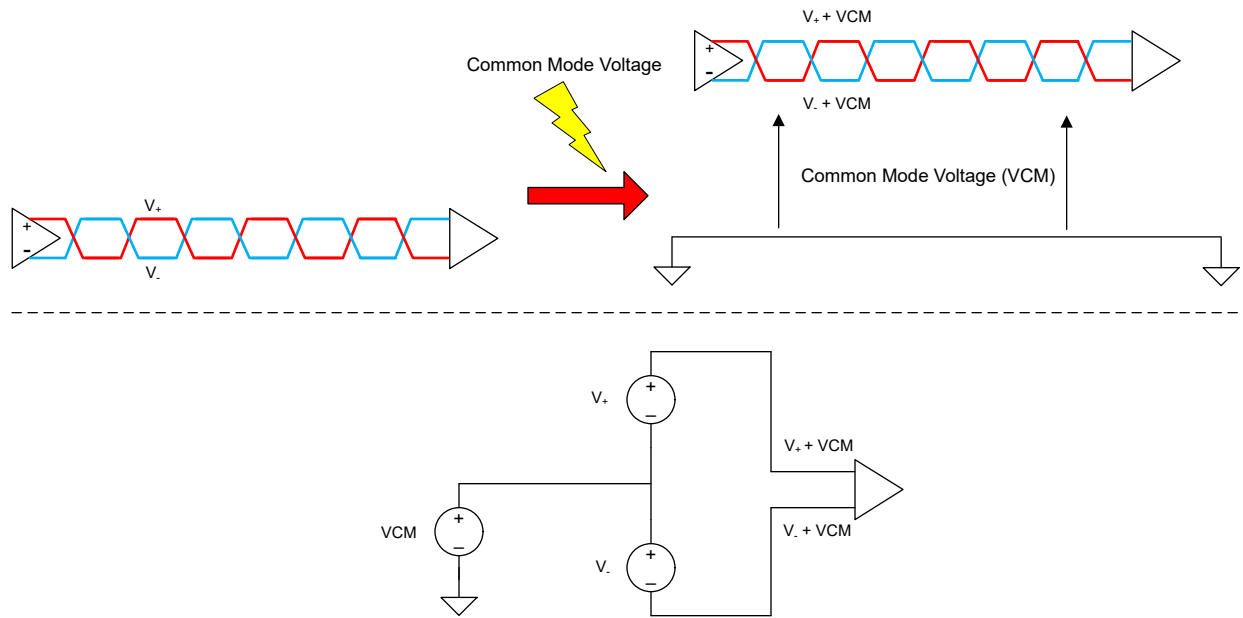 V₊ + VCM
Common Mode Voltage
+
-
V₋ + VCM
Common Mode Voltage (VCM)
V₊
+
-
V₋
+
−
V₊
V₊ + VCM
+
−
VCM
V₋ + VCM
+
−
V₋